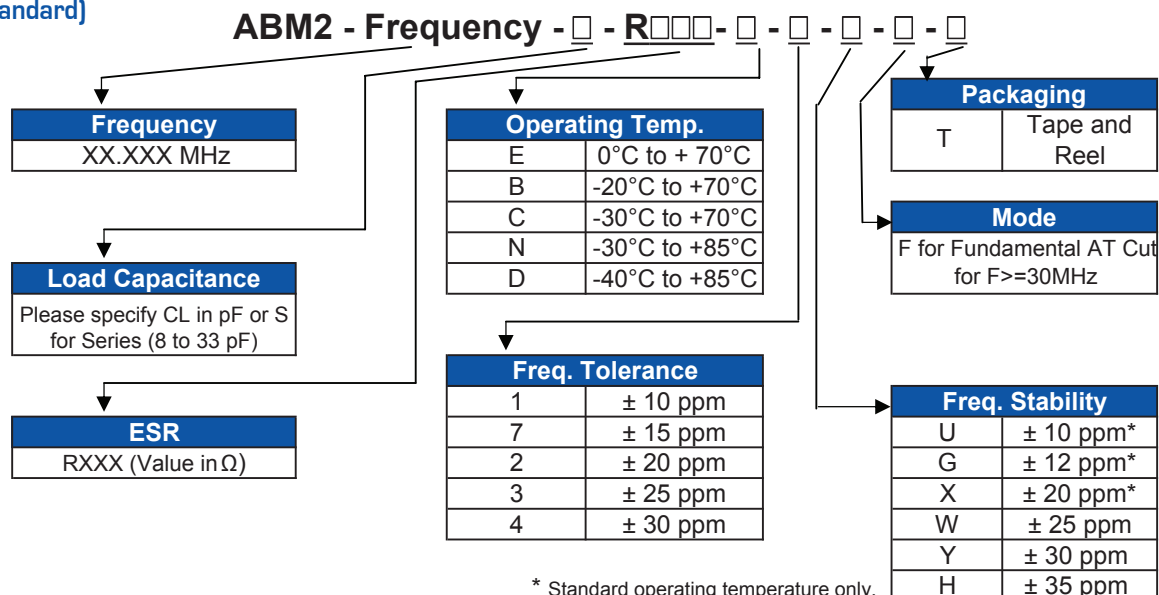 andard)
ABM2 - Frequency - □ - R□□□- □ - □ - □ - □ - □
Frequency
XX.XXX MHz
Load Capacitance
Please specify CL in pF or S
for Series (8 to 33 pF)
ESR
RXXX (Value in Ω)
Operating Temp.
E 0°C to + 70°C
B -20°C to +70°C
C -30°C to +70°C
N -30°C to +85°C
D -40°C to +85°C
Freq. Tolerance
1 ± 10 ppm
7 ± 15 ppm
2 ± 20 ppm
3 ± 25 ppm
4 ± 30 ppm
Packaging
T Tape and
Reel
Mode
F for Fundamental AT Cut
for F>=30MHz
Freq. Stability
U ± 10 ppm*
G ± 12 ppm*
X ± 20 ppm*
W ± 25 ppm
Y ± 30 ppm
H ± 35 ppm
* Standard operating temperature only.